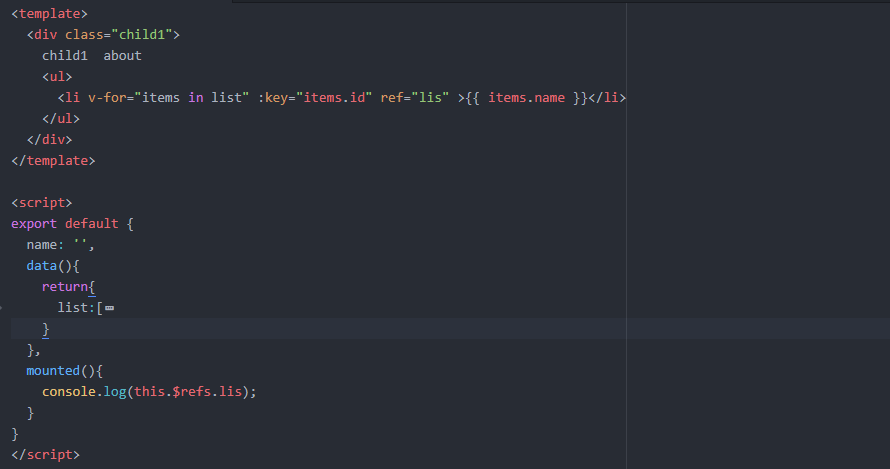 <template>
  <div class="child1">
    child1  about
    <ul>
      <li v-for="items in list" :key="items.id" ref="lis" >{{ items.name }}</li>
    </ul>
  </div>
</template>

<script>
export default {
  name: '',
  data(){
    return{
      list:[
    }
  },
  mounted(){
    console.log(this.$refs.lis);
  }
}
</script>